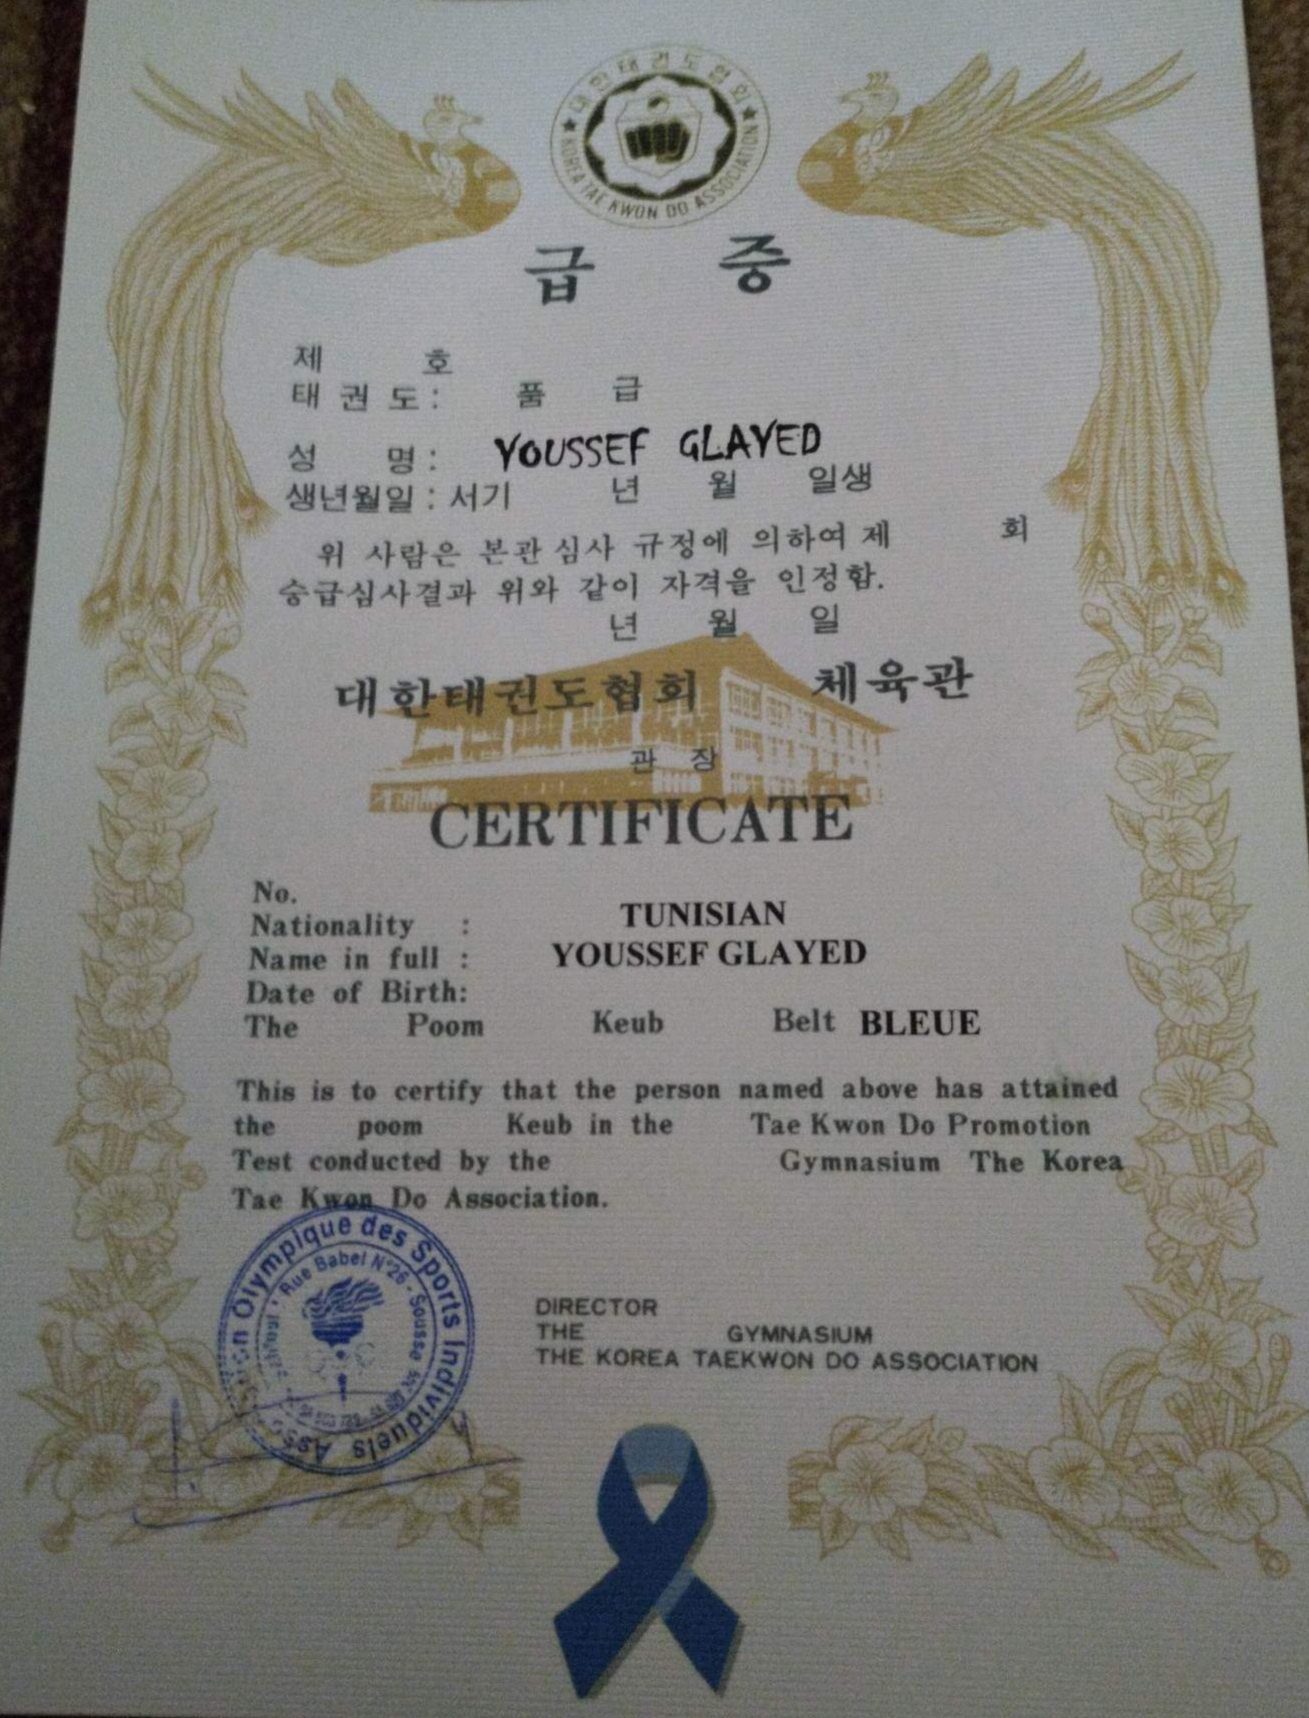 대한태권도협회
KOREA TAE KWON DO ASSOCIATION
급 증
제 호
태 권 도 : 품 급
성 명 : YOUSSEF GLAYED
생년월일 : 서기 년 월 일생
위 사람은 본관 심사 규정에 의하여 제 회
승급심사결과 위와 같이 자격을 인정함.
년 월 일
대한태권도협회 체육관
관 장
CERTIFICATE
No.
Nationality : TUNISIAN
Name in full : YOUSSEF GLAYED
Date of Birth:
The Poom Keub Belt BLEUE
This is to certify that the person named above has attained
the poom Keub in the Tae Kwon Do Promotion
Test conducted by the Gymnasium The Korea
Tae Kwon Do Association.
Olympique des Sports Individuels
Rue Babel N°26 - Sousse
DIRECTOR
THE GYMNASIUM
THE KOREA TAEKWON DO ASSOCIATION